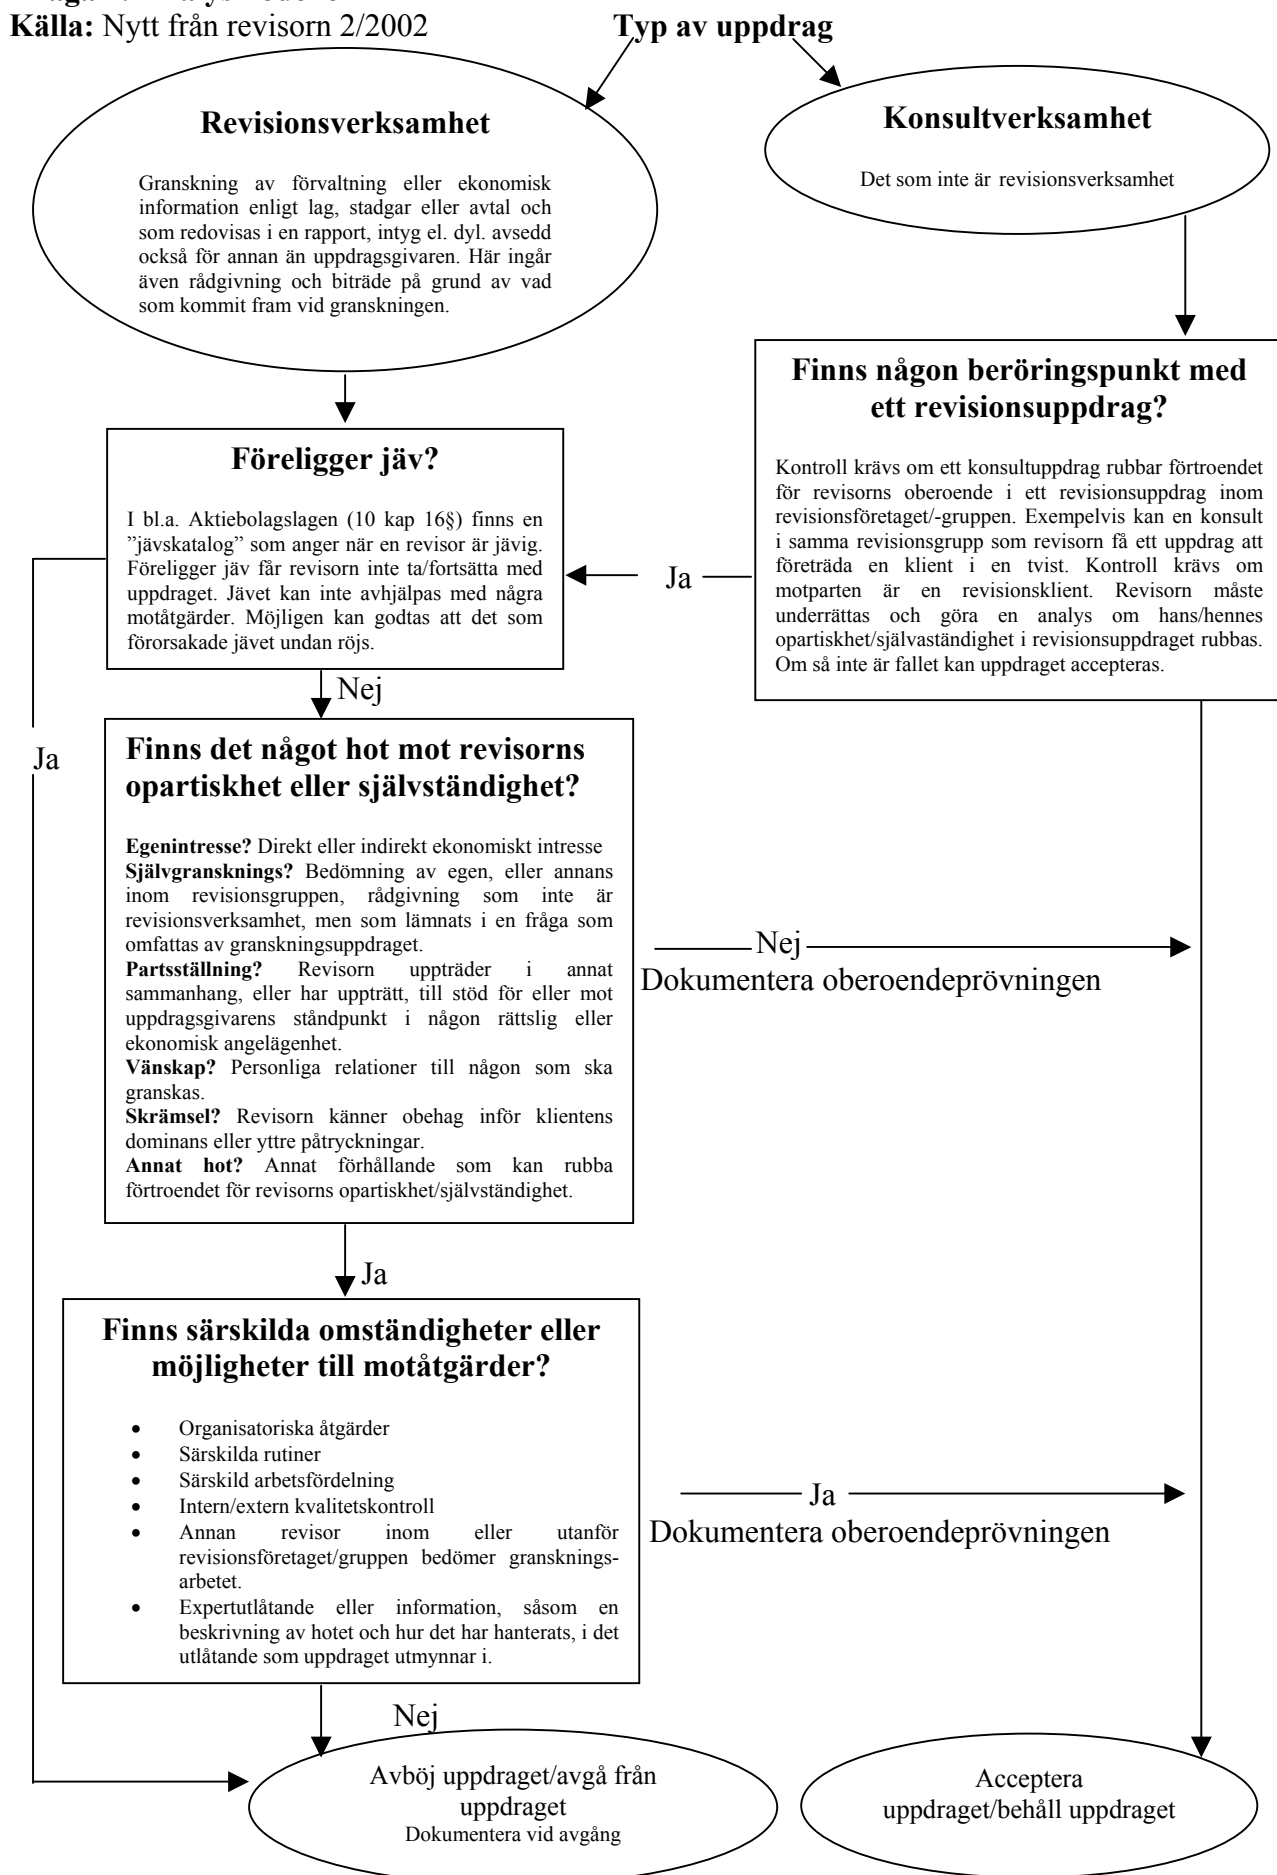 Källa: Nytt från revisorn 2/2002
Typ av uppdrag
Revisionsverksamhet
Granskning av förvaltning eller ekonomisk
information enligt lag, stadgar eller avtal och
som redovisas i en rapport, intyg el. dyl. avsedd
också för annan än uppdragsgivaren. Här ingår
även rådgivning och biträde på grund av vad
som kommit fram vid granskningen.
Konsultverksamhet
Det som inte är revisionsverksamhet
Finns någon beröringspunkt med
ett revisionsuppdrag?
Kontroll krävs om ett konsultuppdrag rubbar förtroendet
för revisorns oberoende i ett revisionsuppdrag inom
revisionsföretaget/-gruppen. Exempelvis kan en konsult
i samma revisionsgrupp som revisorn få ett uppdrag att
företräda en klient i en tvist. Kontroll krävs om
motparten är en revisionsklient. Revisorn måste
underrättas och göra en analys om hans/hennes
opartiskhet/självaständighet i revisionsuppdraget rubbas.
Om så inte är fallet kan uppdraget accepteras.
Ja
Föreligger jäv?
I bl.a. Aktiebolagslagen (10 kap 16§) finns en
”jävskatalog” som anger när en revisor är jävig.
Föreligger jäv får revisorn inte ta/fortsätta med
uppdraget. Jävet kan inte avhjälpas med några
motåtgärder. Möjligen kan godtas att det som
förorsakade jävet undan röjs.
Nej
Ja
Finns det något hot mot revisorns
opartiskhet eller självständighet?
Egenintresse? Direkt eller indirekt ekonomiskt intresse
Självgransknings? Bedömning av egen, eller annans
inom revisionsgruppen, rådgivning som inte är
revisionsverksamhet, men som lämnats i en fråga som
omfattas av granskningsuppdraget.
Partsställning? Revisorn uppträder i annat
sammanhang, eller har uppträtt, till stöd för eller mot
uppdragsgivarens ståndpunkt i någon rättslig eller
ekonomisk angelägenhet.
Vänskap? Personliga relationer till någon som ska
granskas.
Skrämsel? Revisorn känner obehag inför klientens
dominans eller yttre påtryckningar.
Annat hot? Annat förhållande som kan rubba
förtroendet för revisorns opartiskhet/självständighet.
Nej
Dokumentera oberoendeprövningen
Ja
Finns särskilda omständigheter eller
möjligheter till motåtgärder?
• Organisatoriska åtgärder
• Särskilda rutiner
• Särskild arbetsfördelning
• Intern/extern kvalitetskontroll
• Annan revisor inom eller utanför
revisionsföretaget/gruppen bedömer gransknings-
arbetet.
• Expertutlåtande eller information, såsom en
beskrivning av hotet och hur det har hanterats, i det
utlåtande som uppdraget utmynnar i.
Ja
Dokumentera oberoendeprövningen
Nej
Avböj uppdraget/avgå från
uppdraget
Dokumentera vid avgång
Acceptera
uppdraget/behåll uppdraget